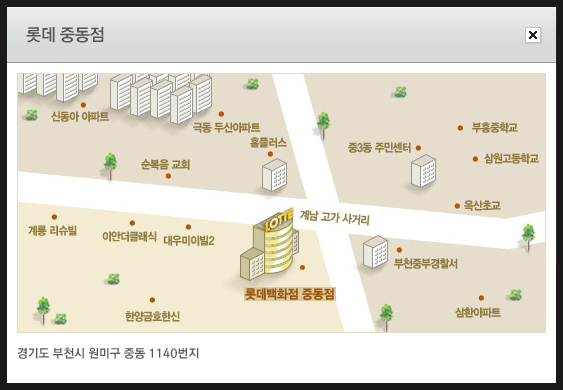 롯데 중동점
신동아 아파트
극동 두산아파트
홈플러스
부흥중학교
중3동 주민센터
삼원고등학교
순복음 교회
옥산초교
계남 고가 사거리
계룡 리슈빌
이안더클래식
대우미이빌2
LOTTE
부천중부경찰서
롯데백화점 중동점
한양금호한신
삼환아파트
경기도 부천시 원미구 중동 1140번지